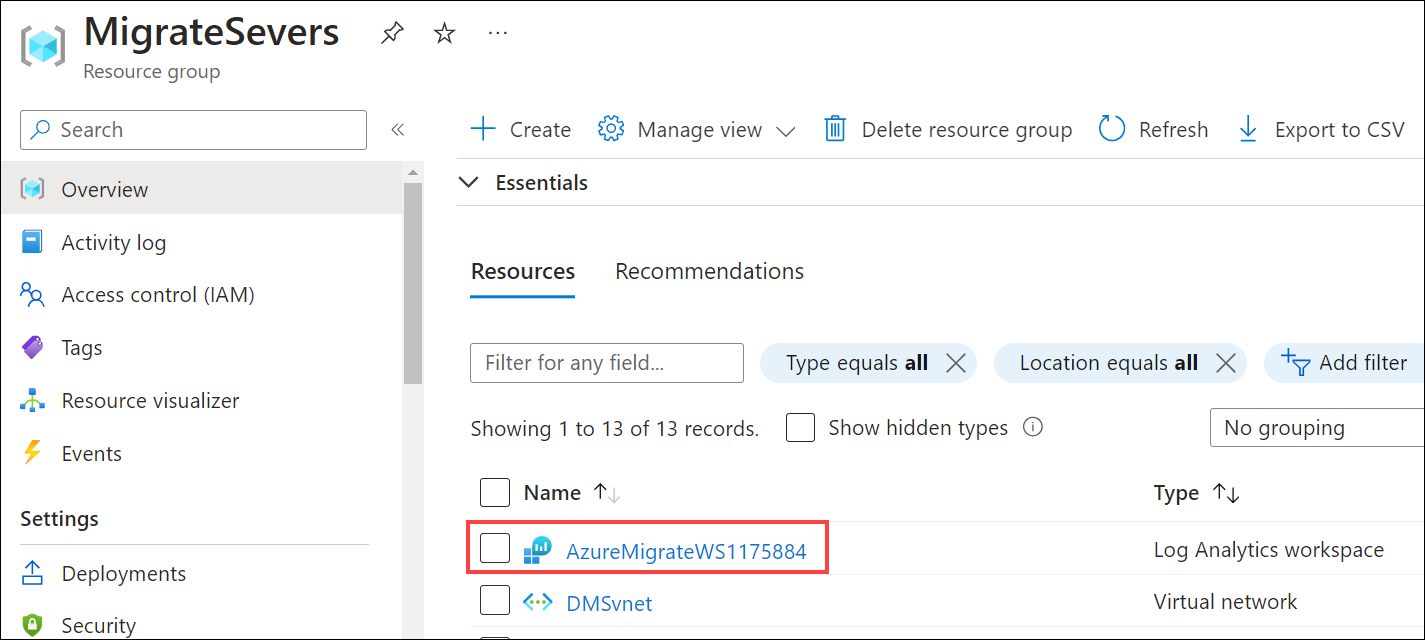 MigrateSevers
Resource group
Search
Overview
Activity log
Access control (IAM)
Tags
Resource visualizer
Events
Settings
Deployments
Security
Create
Manage view
Delete resource group
Refresh
Export to CSV
Essentials
Resources
Recommendations
Filter for any field...
Type equals all
Location equals all
Add filter
Showing 1 to 13 of 13 records.
Show hidden types
No grouping
Name
Type
AzureMigrateWS1175884
Log Analytics workspace
DMSvnet
Virtual network